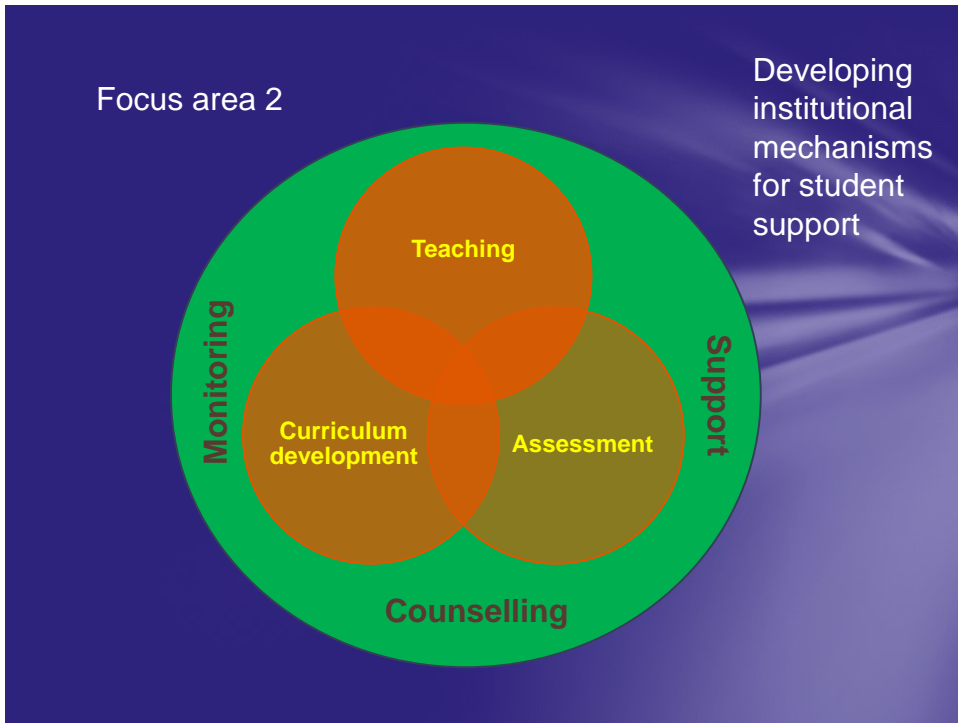 Focus area 2
Developing
institutional
mechanisms
for student
support
Teaching
Monitoring
Support
Curriculum
development
Assessment
Counselling